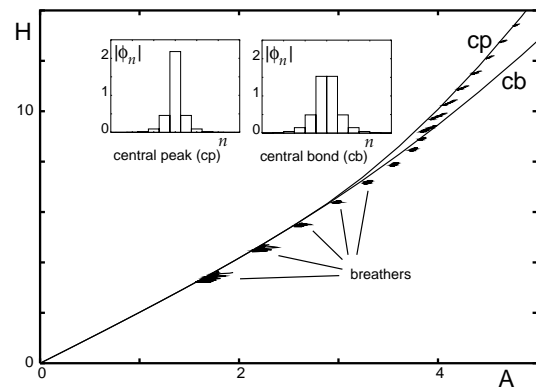 H
|ϕn|
2
1
0
n
central peak (cp)
|ϕn|
2
1
0
n
central bond (cb)
cp
cb
10
breathers
0
0
2
4
A